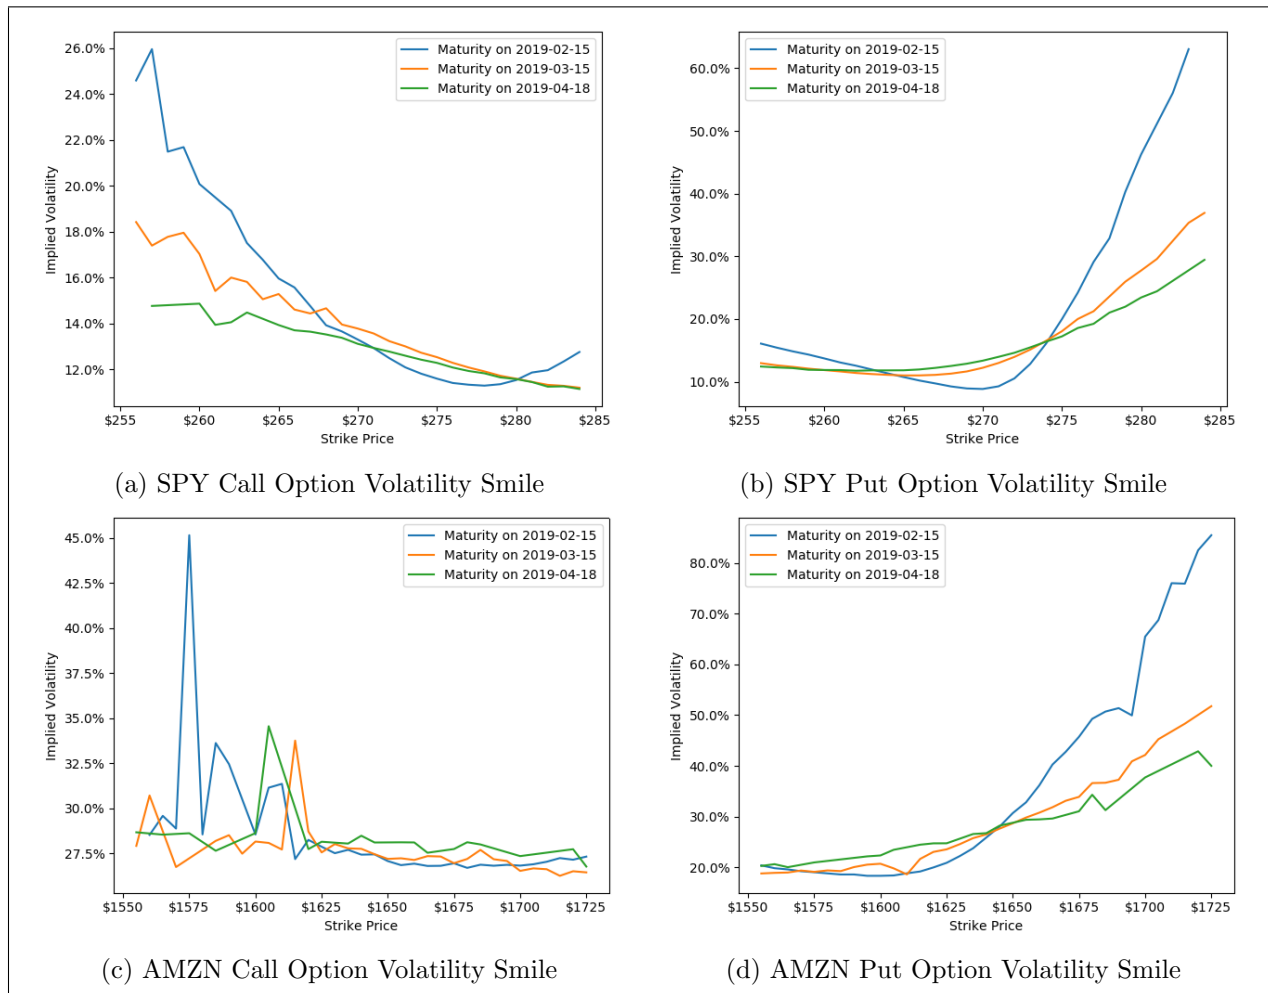 26.0%
24.0%
22.0%
20.0%
18.0%
16.0%
14.0%
12.0%
Implied Volatility
Maturity on 2019-02-15
Maturity on 2019-03-15
Maturity on 2019-04-18
$255 $260 $265 $270 $275 $280 $285
Strike Price
(a) SPY Call Option Volatility Smile
60.0%
50.0%
40.0%
30.0%
20.0%
10.0%
Implied Volatility
Maturity on 2019-02-15
Maturity on 2019-03-15
Maturity on 2019-04-18
$255 $260 $265 $270 $275 $280 $285
Strike Price
(b) SPY Put Option Volatility Smile
45.0%
42.5%
40.0%
37.5%
35.0%
32.5%
30.0%
27.5%
Implied Volatility
Maturity on 2019-02-15
Maturity on 2019-03-15
Maturity on 2019-04-18
$1550 $1575 $1600 $1625 $1650 $1675 $1700 $1725
Strike Price
(c) AMZN Call Option Volatility Smile
80.0%
70.0%
60.0%
50.0%
40.0%
30.0%
20.0%
Implied Volatility
Maturity on 2019-02-15
Maturity on 2019-03-15
Maturity on 2019-04-18
$1550 $1575 $1600 $1625 $1650 $1675 $1700 $1725
Strike Price
(d) AMZN Put Option Volatility Smile